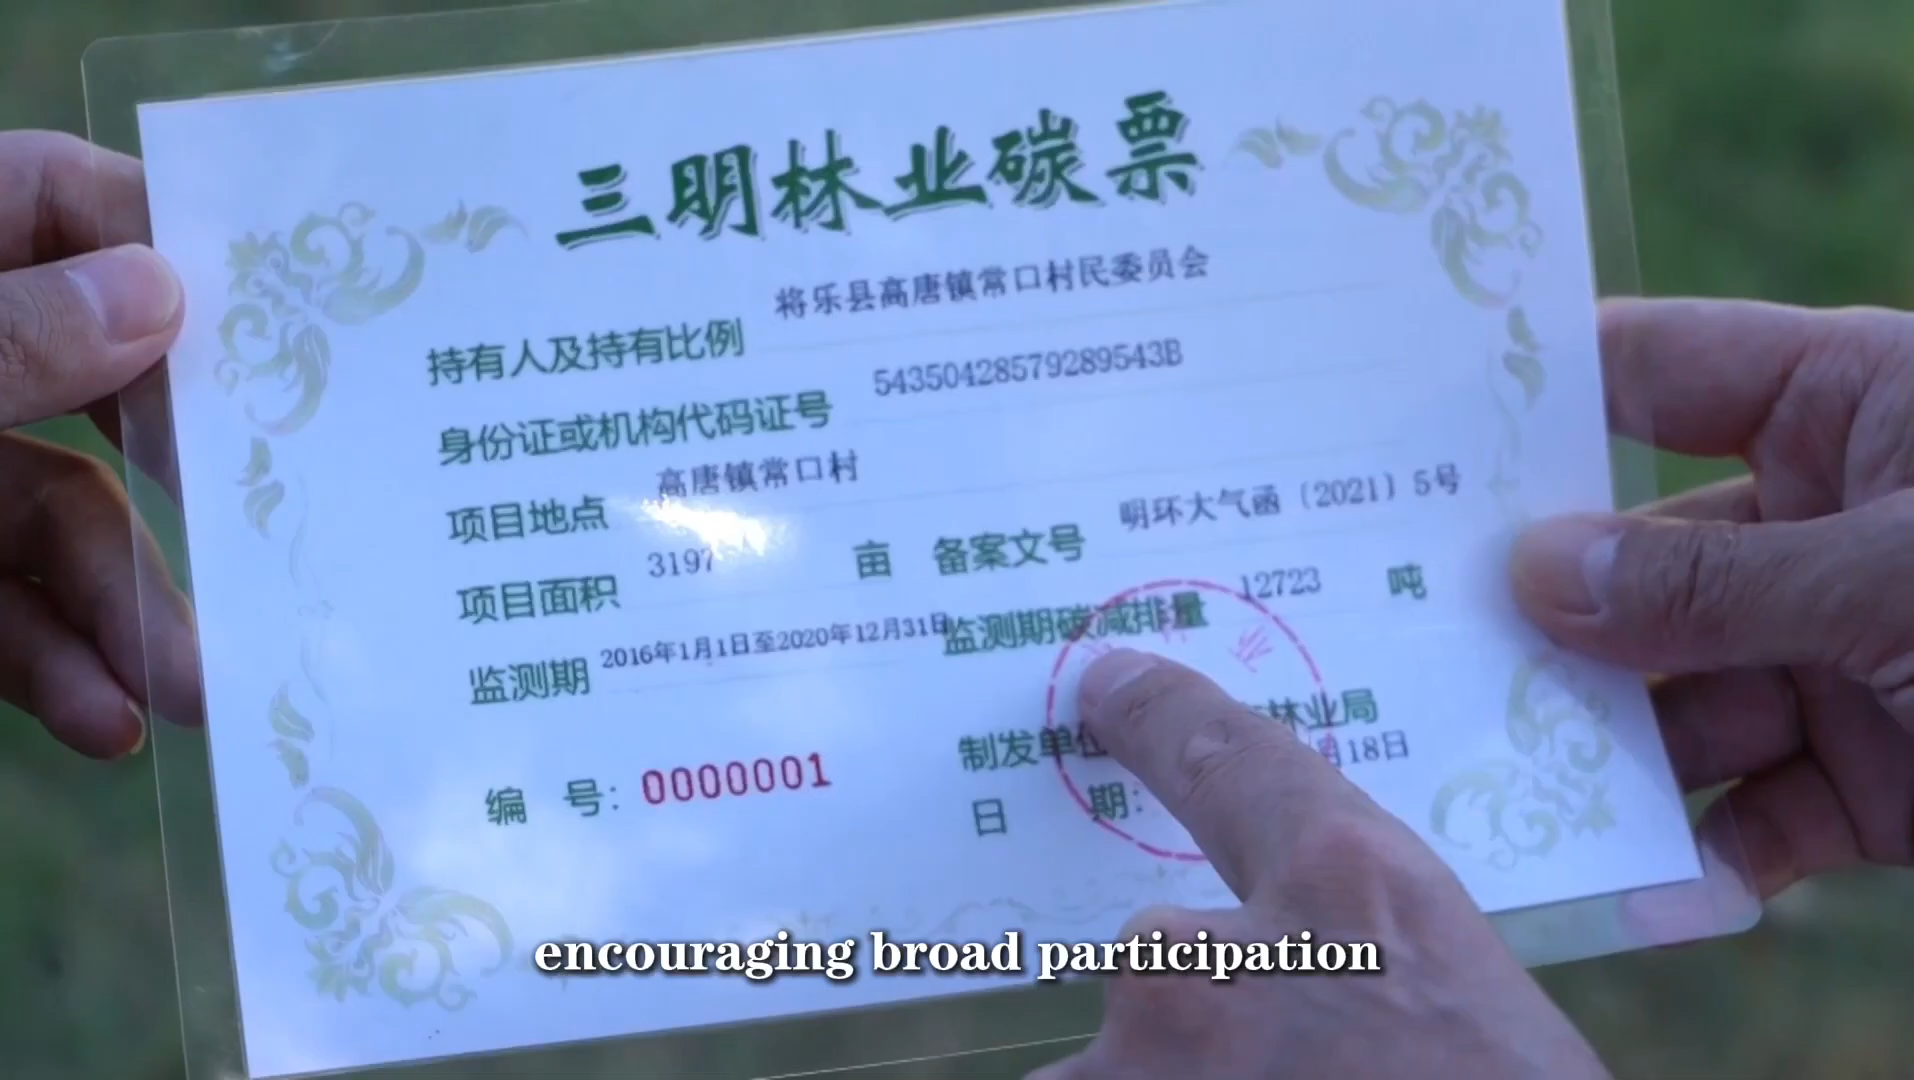 三明林业碳票
将乐县高唐镇常口村民委员会
持有人及持有比例
54350428579289543B
身份证或机构代码证号
高唐镇常口村
项目地点
3197 亩 备案文号 明环大气函〔2021〕5号
项目面积
监测期 2016年1月1日至2020年12月31日 监测期碳减排量 12723 吨
制发单位 林业局
编 号: 0000001
日 期: 月18日
encouraging broad participation